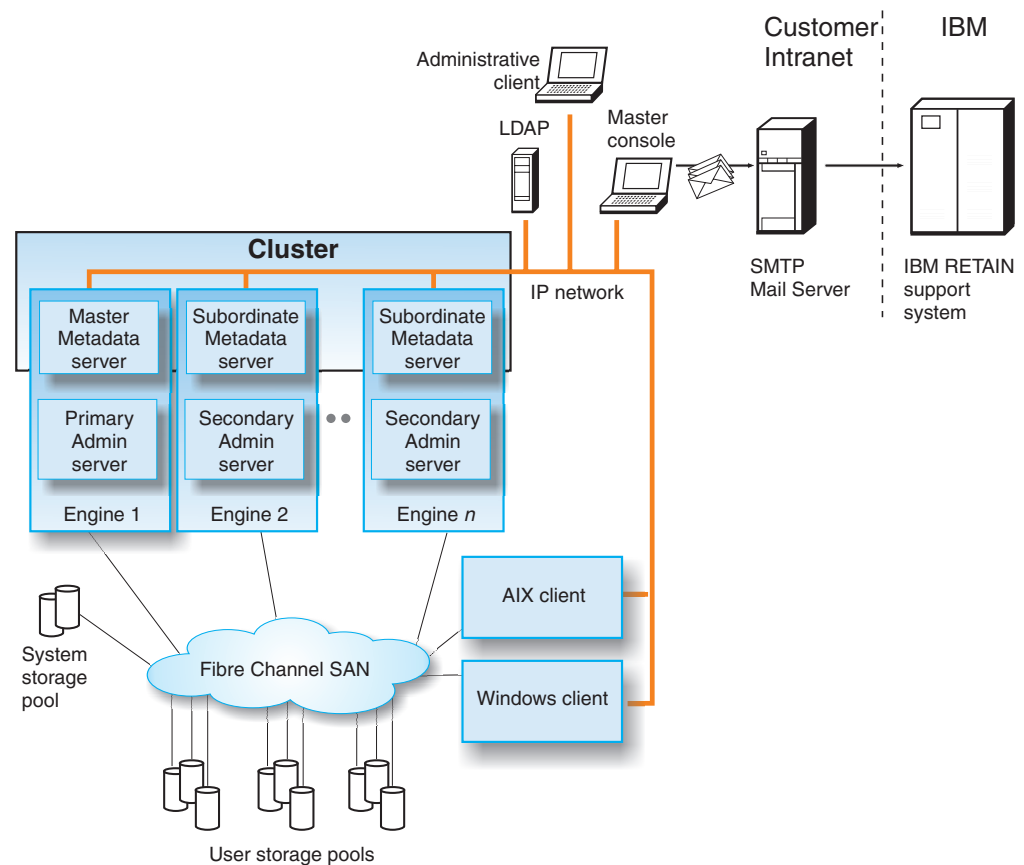 Customer
Intranet
IBM
Administrative
client
LDAP
Master
console
SMTP
Mail Server
IBM RETAIN
support
system
Cluster
IP network
Master
Metadata
server
Subordinate
Metadata
server
Subordinate
Metadata
server
Primary
Admin
server
Secondary
Admin
server
Secondary
Admin
server
Engine 1
Engine 2
Engine n
AIX client
System
storage
pool
Fibre Channel SAN
Windows client
User storage pools